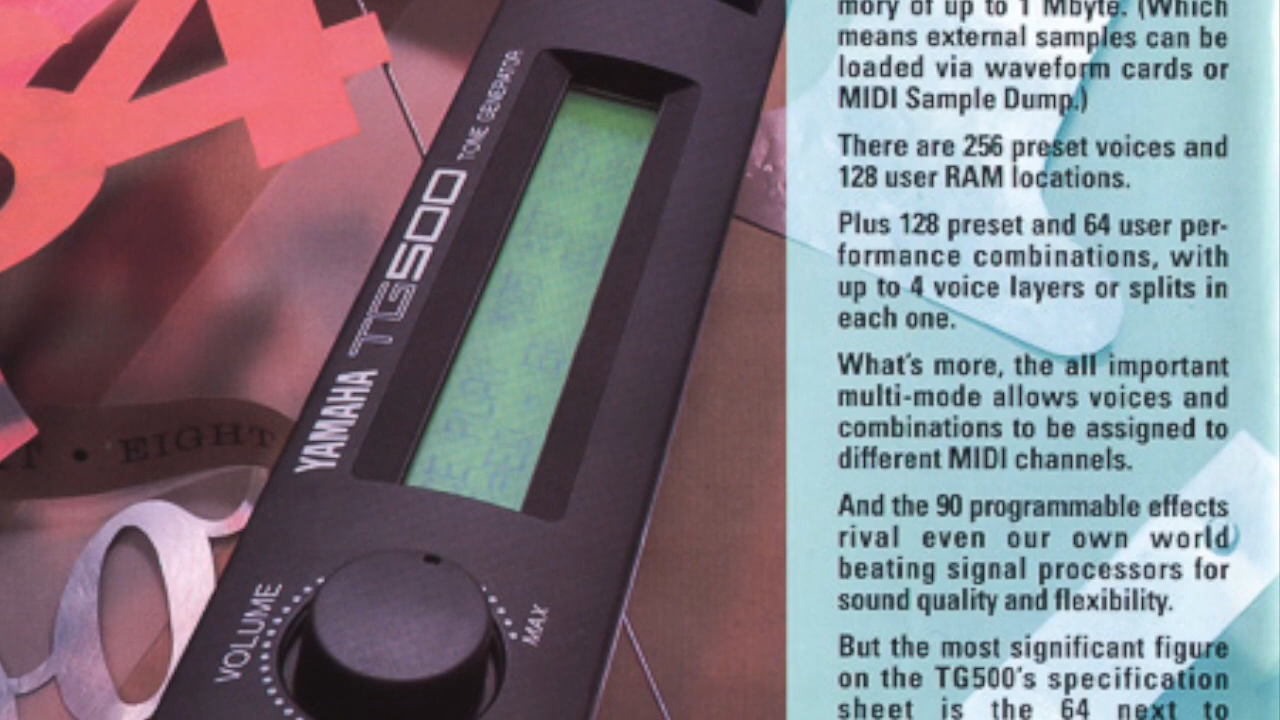 4
TONE GENERATOR
YAMAHA TG500
EIGHT • EIGHT
VOLUME
MAX
mory of up to 1 Mbyte. (Which
means external samples can be
loaded via waveform cards or
MIDI Sample Dump.)
There are 256 preset voices and
128 user RAM locations.
Plus 128 preset and 64 user per-
formance combinations, with
up to 4 voice layers or splits in
each one.
What's more, the all important
multi-mode allows voices and
combinations to be assigned to
different MIDI channels.
And the 90 programmable effects
rival even our own world
beating signal processors for
sound quality and flexibility.
But the most significant figure
on the TG500's specification
sheet is the 64 next to